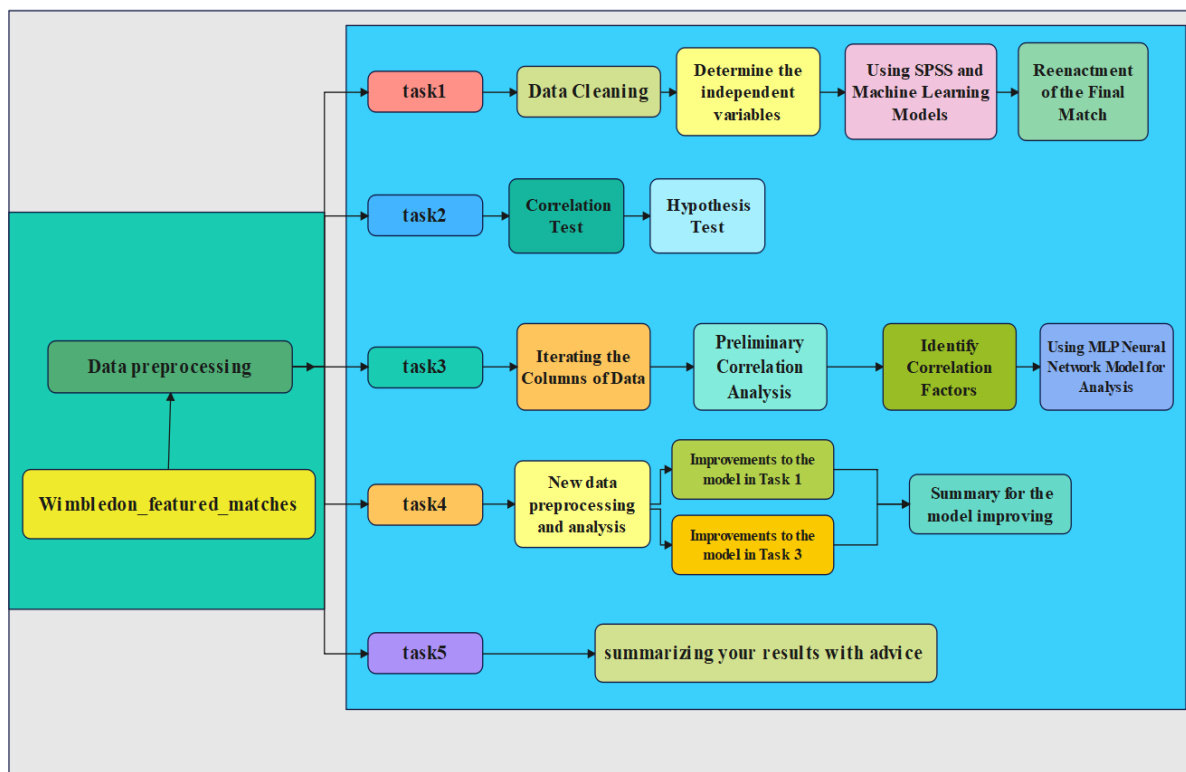 task1
Data Cleaning
Determine the
independent
variables
Using SPSS and
Machine Learning
Models
Reenactment
of the Final
Match
task2
Correlation
Test
Hypothesis
Test
Data preprocessing
Wimbledon_featured_matches
task3
Iterating the
Columns of Data
Preliminary
Correlation
Analysis
Identify
Correlation
Factors
Using MLP Neural
Network Model for
Analysis
task4
New data
preprocessing
and analysis
Improvements to the
model in Task 1
Improvements to the
model in Task 3
Summary for the
model improving
task5
summarizing your results with advice